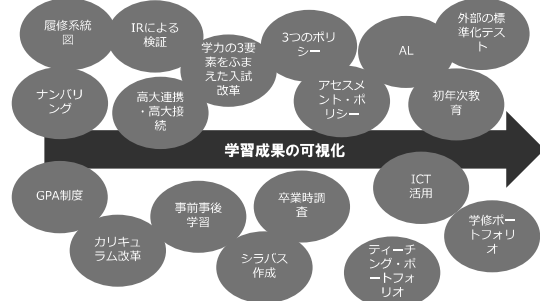 履修系統
図
IRによる
検証
学力の3要
素をふま
えた入試
改革
3つのポリ
シー
AL
外部の標
準化テス
ト
ナンバリ
ング
高大連携
・高大接
続
アセスメ
ント・ポ
リシー
初年次教
育
学習成果の可視化
GPA制度
カリキュ
ラム改革
事前事後
学習
シラバス
作成
卒業時調
査
ICT
活用
ティーチ
ング・ポ
ートフォ
リオ
学修ポー
トフォリ
オ